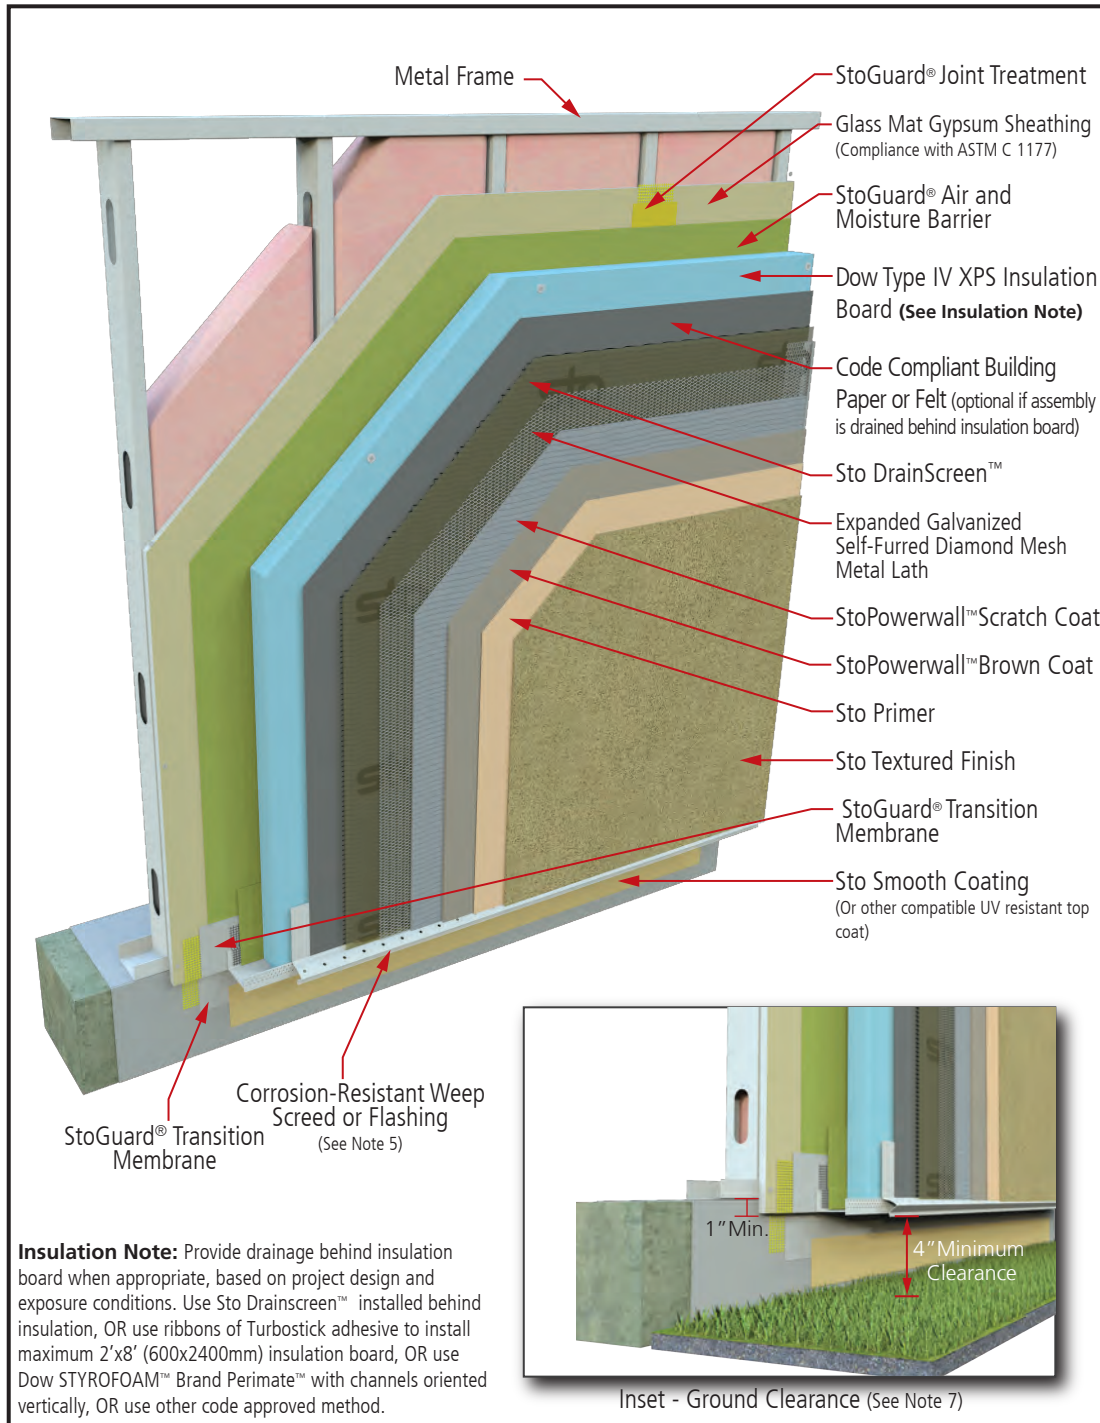 Metal Frame
StoGuard® Joint Treatment
Glass Mat Gypsum Sheathing
(Compliance with ASTM C 1177)
StoGuard® Air and
Moisture Barrier
Dow Type IV XPS Insulation
Board (See Insulation Note)
Code Compliant Building
Paper or Felt (optional if assembly
is drained behind insulation board)
Sto DrainScreen™
Expanded Galvanized
Self-Furred Diamond Mesh
Metal Lath
StoPowerwall™ Scratch Coat
StoPowerwall™ Brown Coat
Sto Primer
Sto Textured Finish
StoGuard® Transition
Membrane
Sto Smooth Coating
(Or other compatible UV resistant top
coat)
Corrosion-Resistant Weep
Screed or Flashing
(See Note 5)
StoGuard® Transition
Membrane
1” Min.
4” Minimum
Clearance
Inset - Ground Clearance (See Note 7)
Insulation Note: Provide drainage behind insulation
board when appropriate, based on project design and
exposure conditions. Use Sto Drainscreen™ installed behind
insulation, OR use ribbons of Turbostick adhesive to install
maximum 2’x8’ (600x2400mm) insulation board, OR use
Dow STYROFOAM™ Brand Perimate™ with channels oriented
vertically, OR use other code approved method.